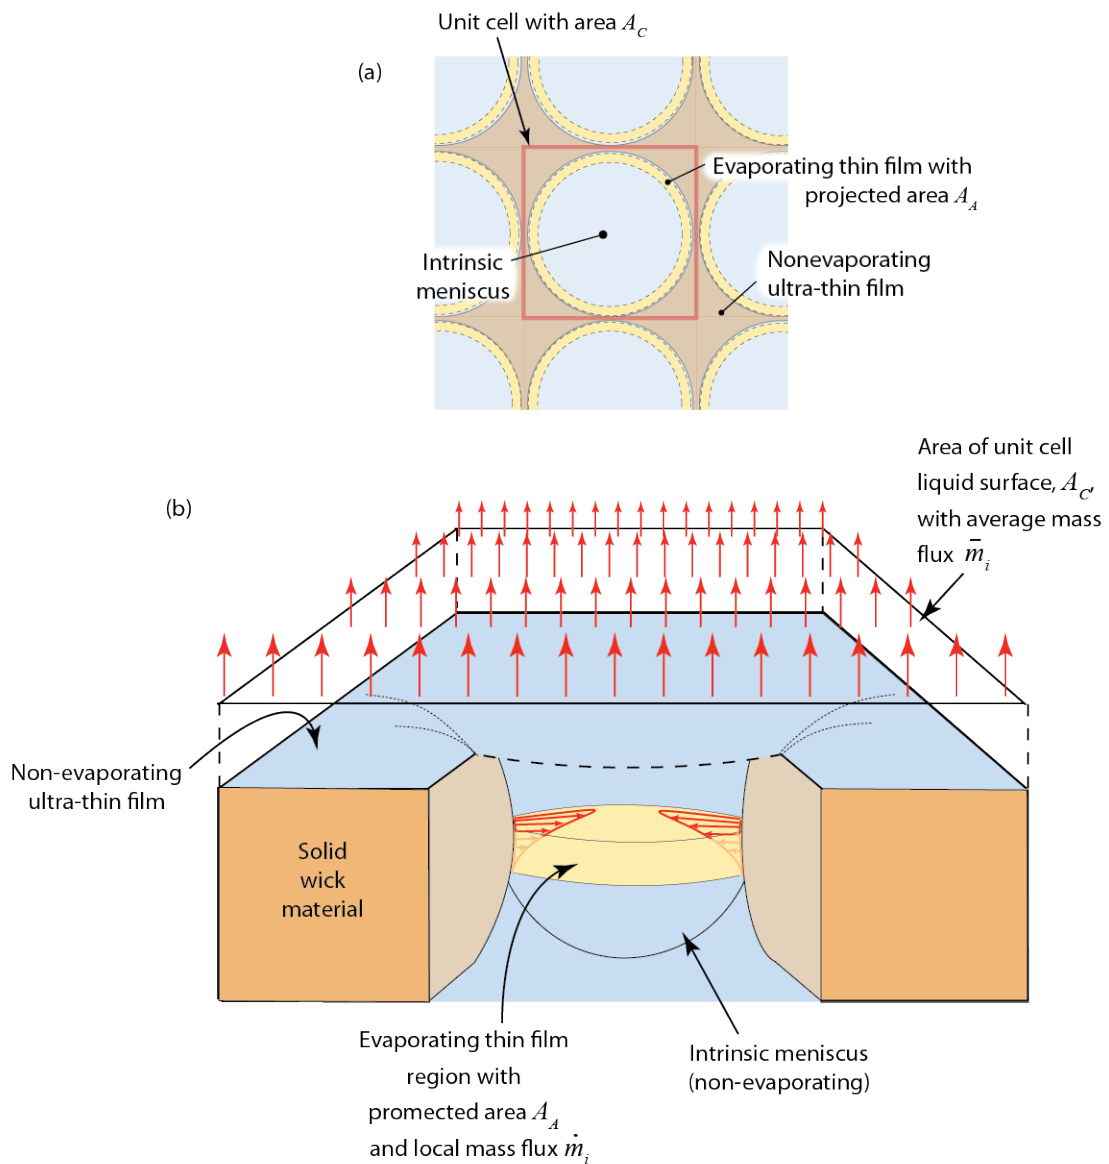 Unit cell with area A_C
(a)
Evaporating thin film with
projected area A_A
Intrinsic
meniscus
Nonevaporating
ultra-thin film
Area of unit cell
liquid surface, A_C,
with average mass
flux m̄_i
(b)
Non-evaporating
ultra-thin film
Solid
wick
material
Evaporating thin film
region with
promected area A_A
and local mass flux ṁ_i
Intrinsic meniscus
(non-evaporating)